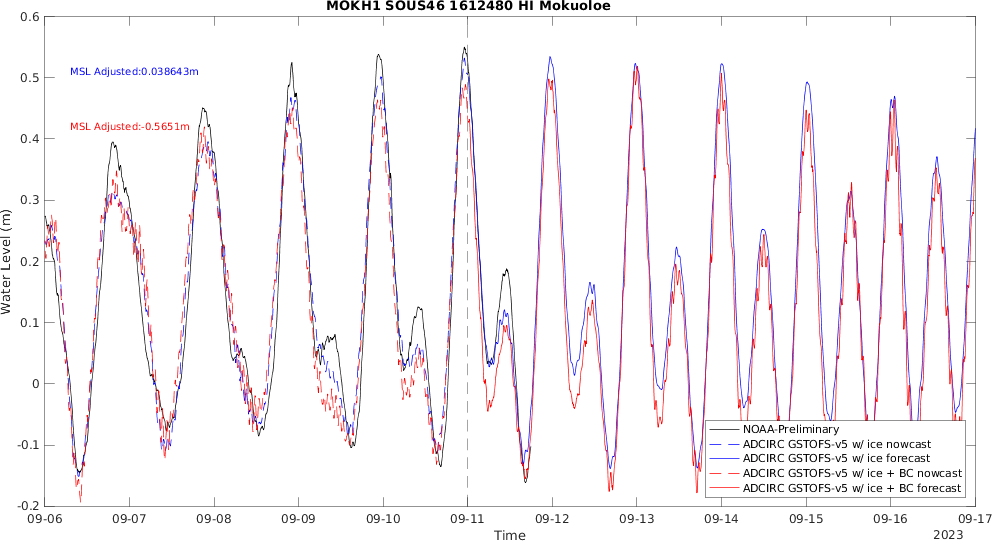 MOKH1 SOUS46 1612480 HI Mokuoloe
0.6
0.5
0.4
0.3
0.2
0.1
0
-0.1
-0.2
Water Level (m)
MSL Adjusted:0.038643m
MSL Adjusted:-0.5651m
NOAA-Preliminary
ADCIRC GSTOFS-v5 w/ ice nowcast
ADCIRC GSTOFS-v5 w/ ice forecast
ADCIRC GSTOFS-v5 w/ ice + BC nowcast
ADCIRC GSTOFS-v5 w/ ice + BC forecast
09-06 09-07 09-08 09-09 09-10 09-11 09-12 09-13 09-14 09-15 09-16 09-17
Time
2023